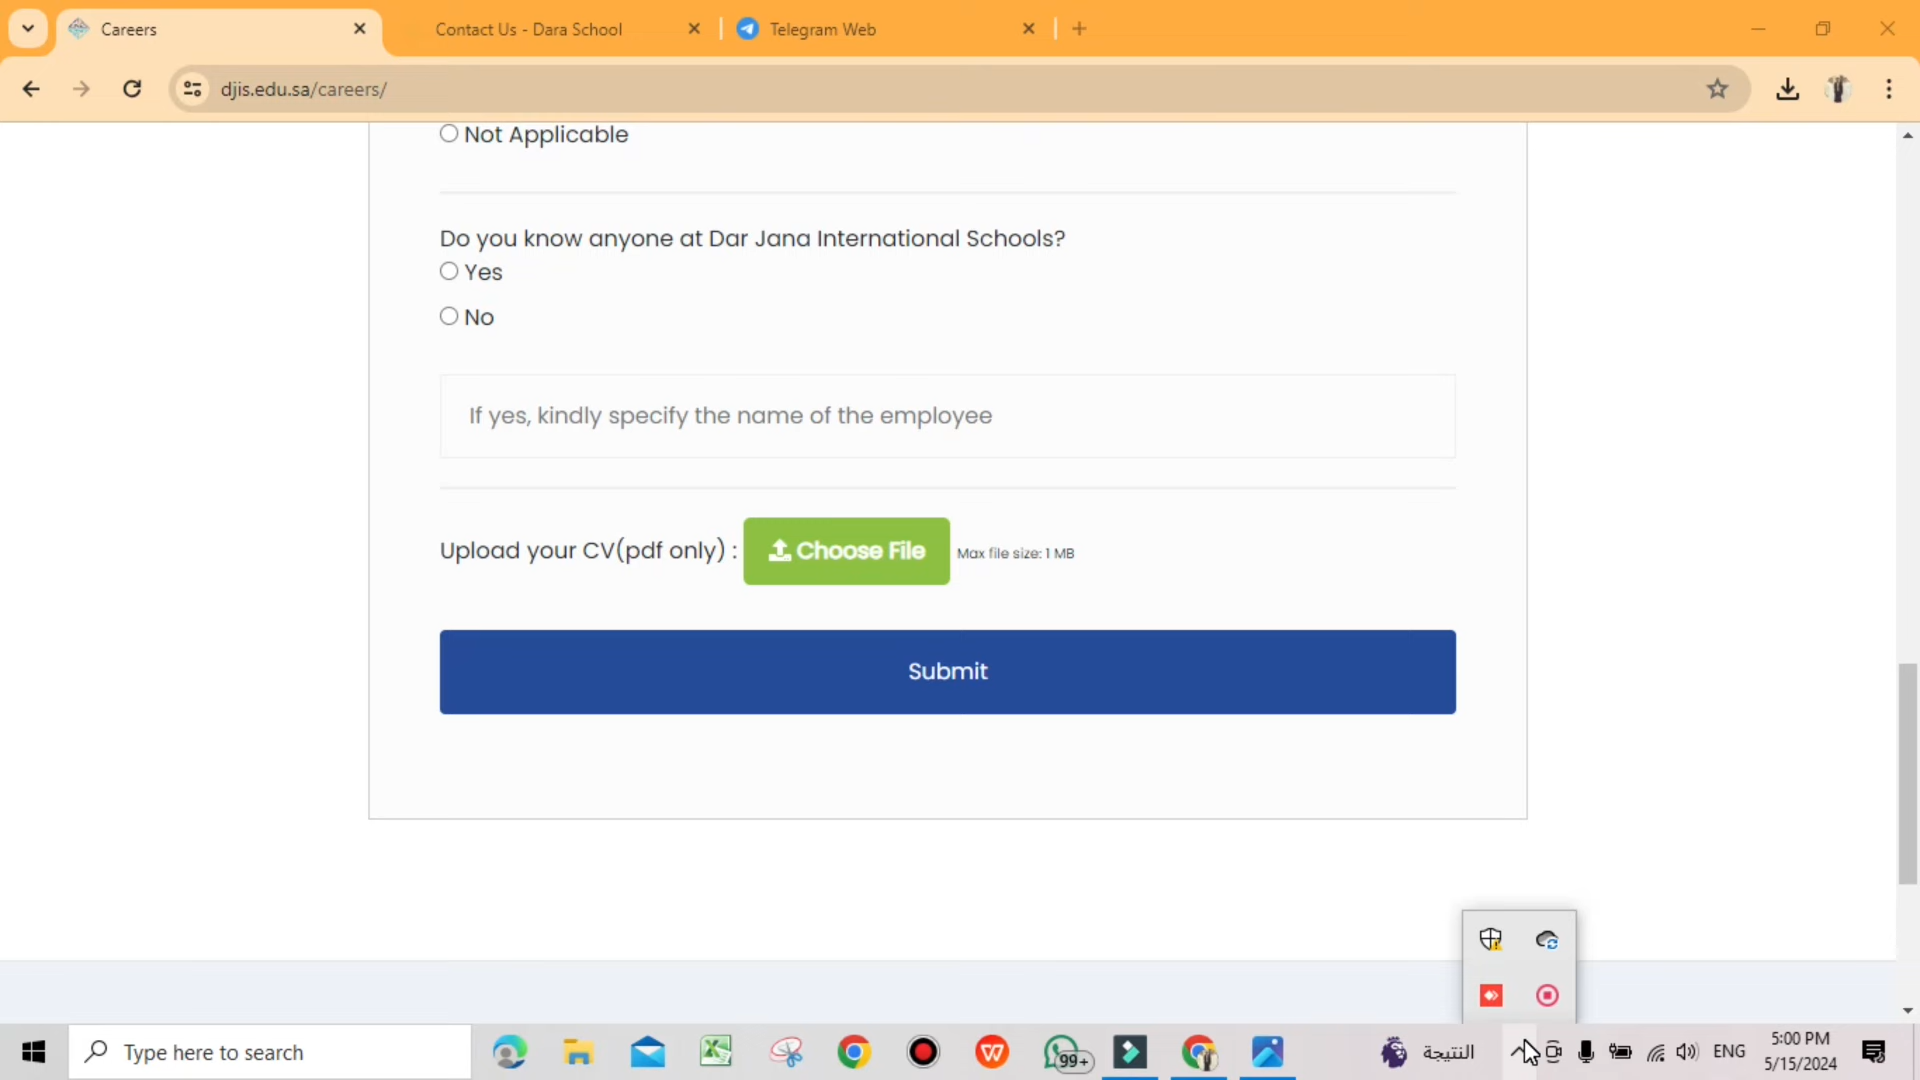 Careers
Contact Us - Dara School
Telegram Web
djis.edu.sa/careers/
Not Applicable
Do you know anyone at Dar Jana International Schools?
Yes
No
If yes, kindly specify the name of the employee
Upload your CV(pdf only) :
Choose File
Max file size: 1 MB
Submit
Type here to search
99+
النتيجة
ENG
5:00 PM
5/15/2024